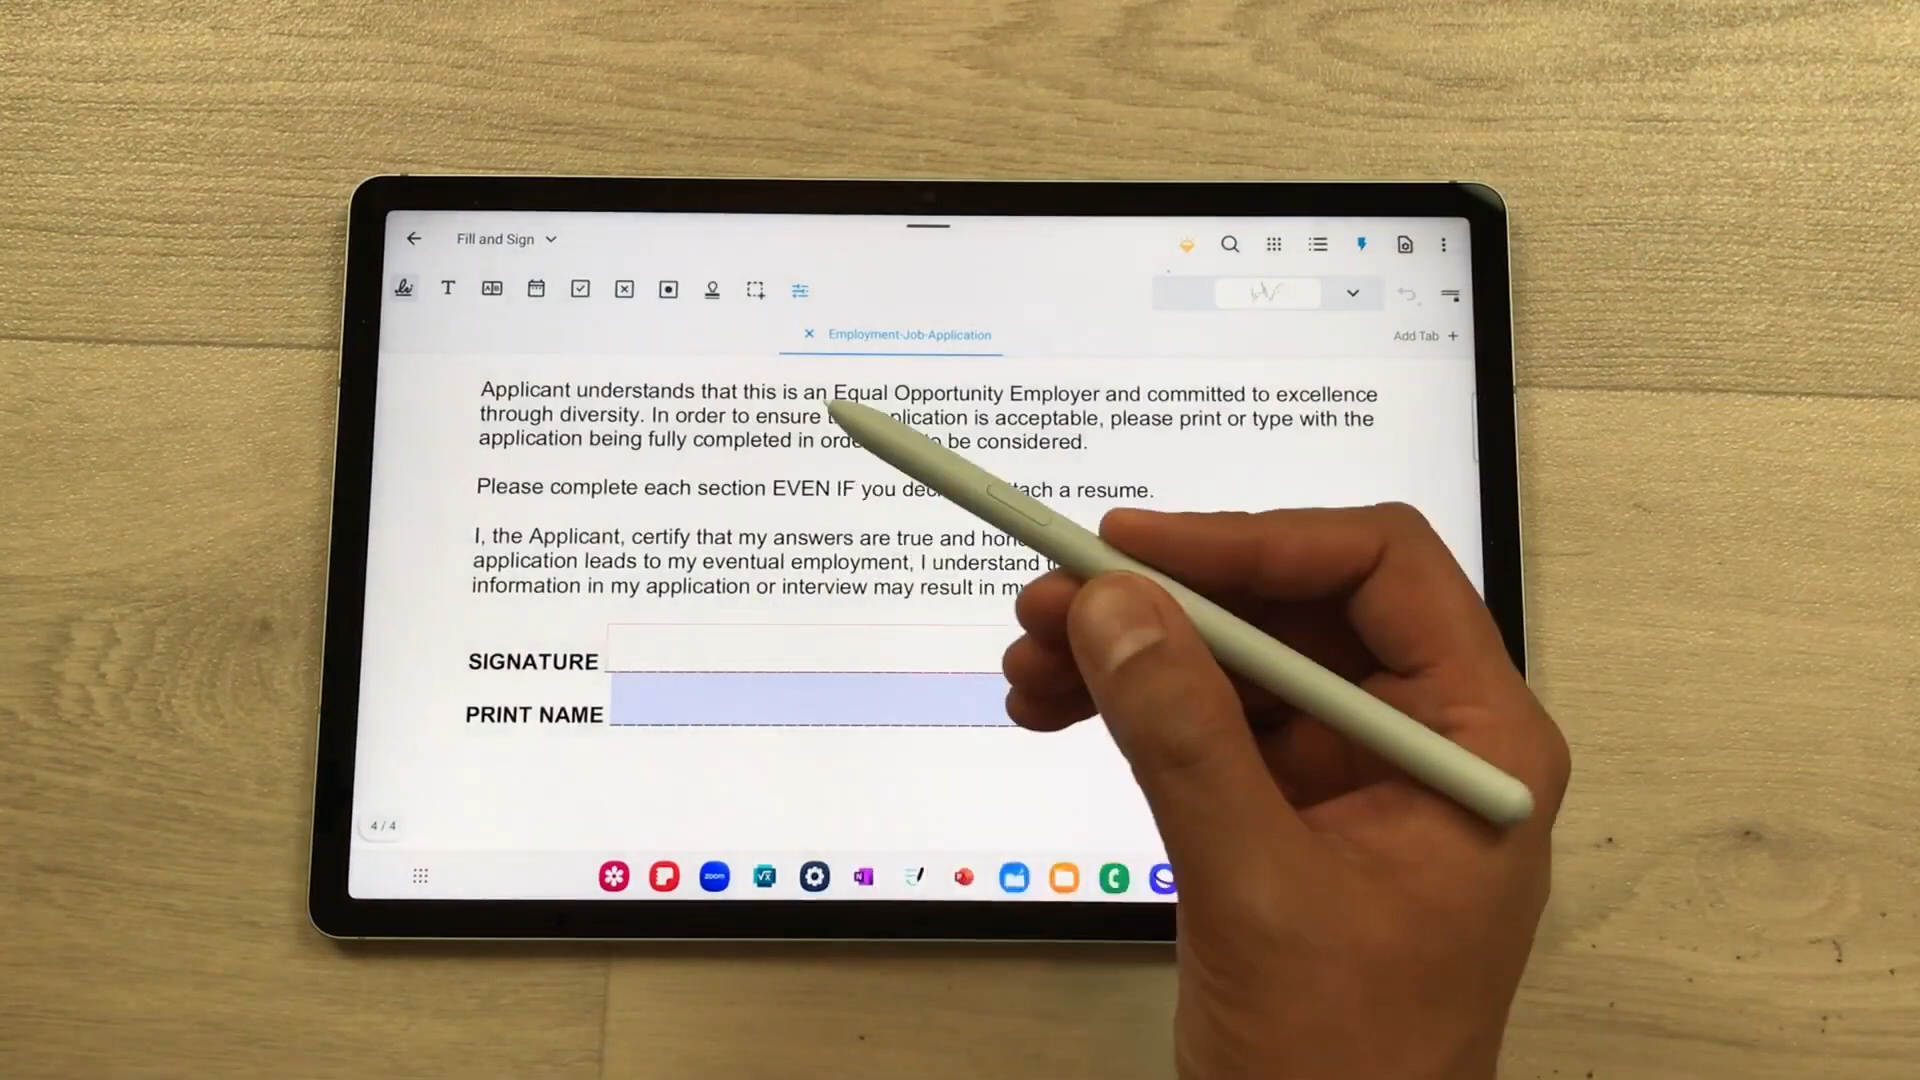 Fill and Sign
Employment-Job-Application
Add Tab +
Applicant understands that this is an Equal Opportunity Employer and committed to excellence
through diversity. In order to ensure plication is acceptable, please print or type with the
application being fully completed in be considered.
Please complete each section EVEN IF you tach a resume.
I, the Applicant, certify that my answers are true and
application leads to my eventual employment, I understand
information in my application or interview may result in
SIGNATURE
PRINT NAME
4 / 4
zoom